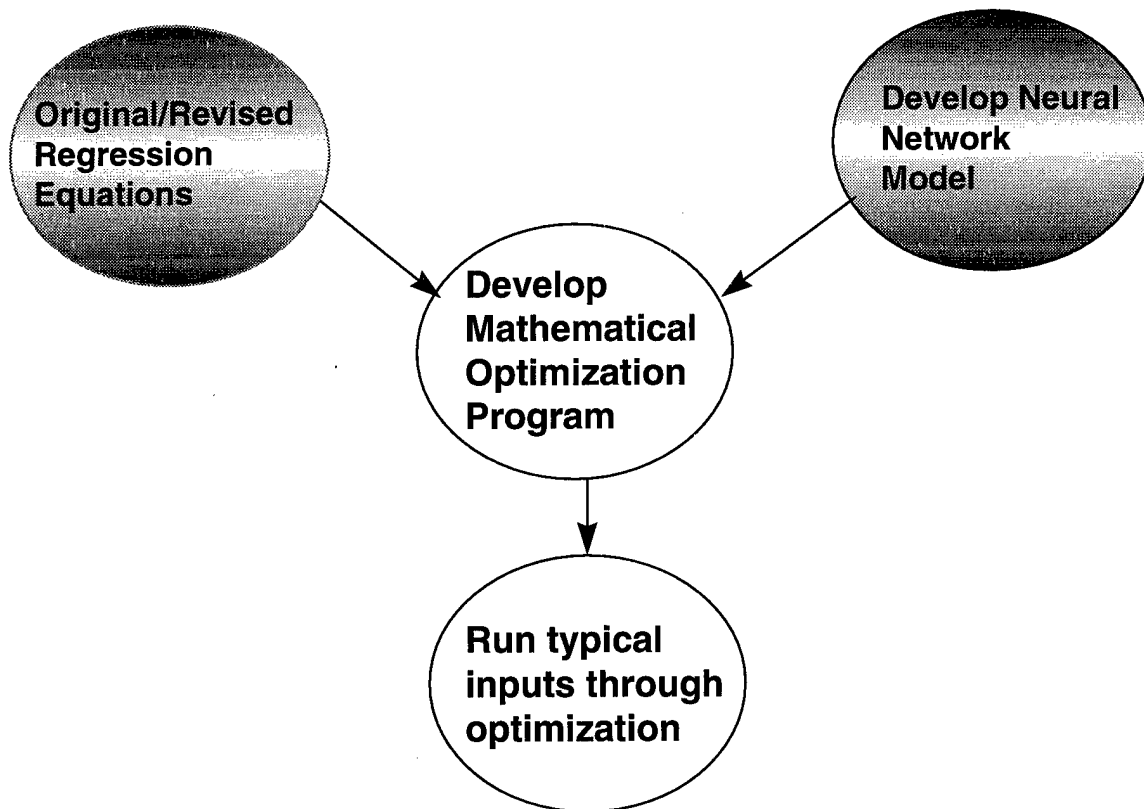 Original/Revised
Regression
Equations
Develop Neural
Network
Model
Develop
Mathematical
Optimization
Program
Run typical
inputs through
optimization